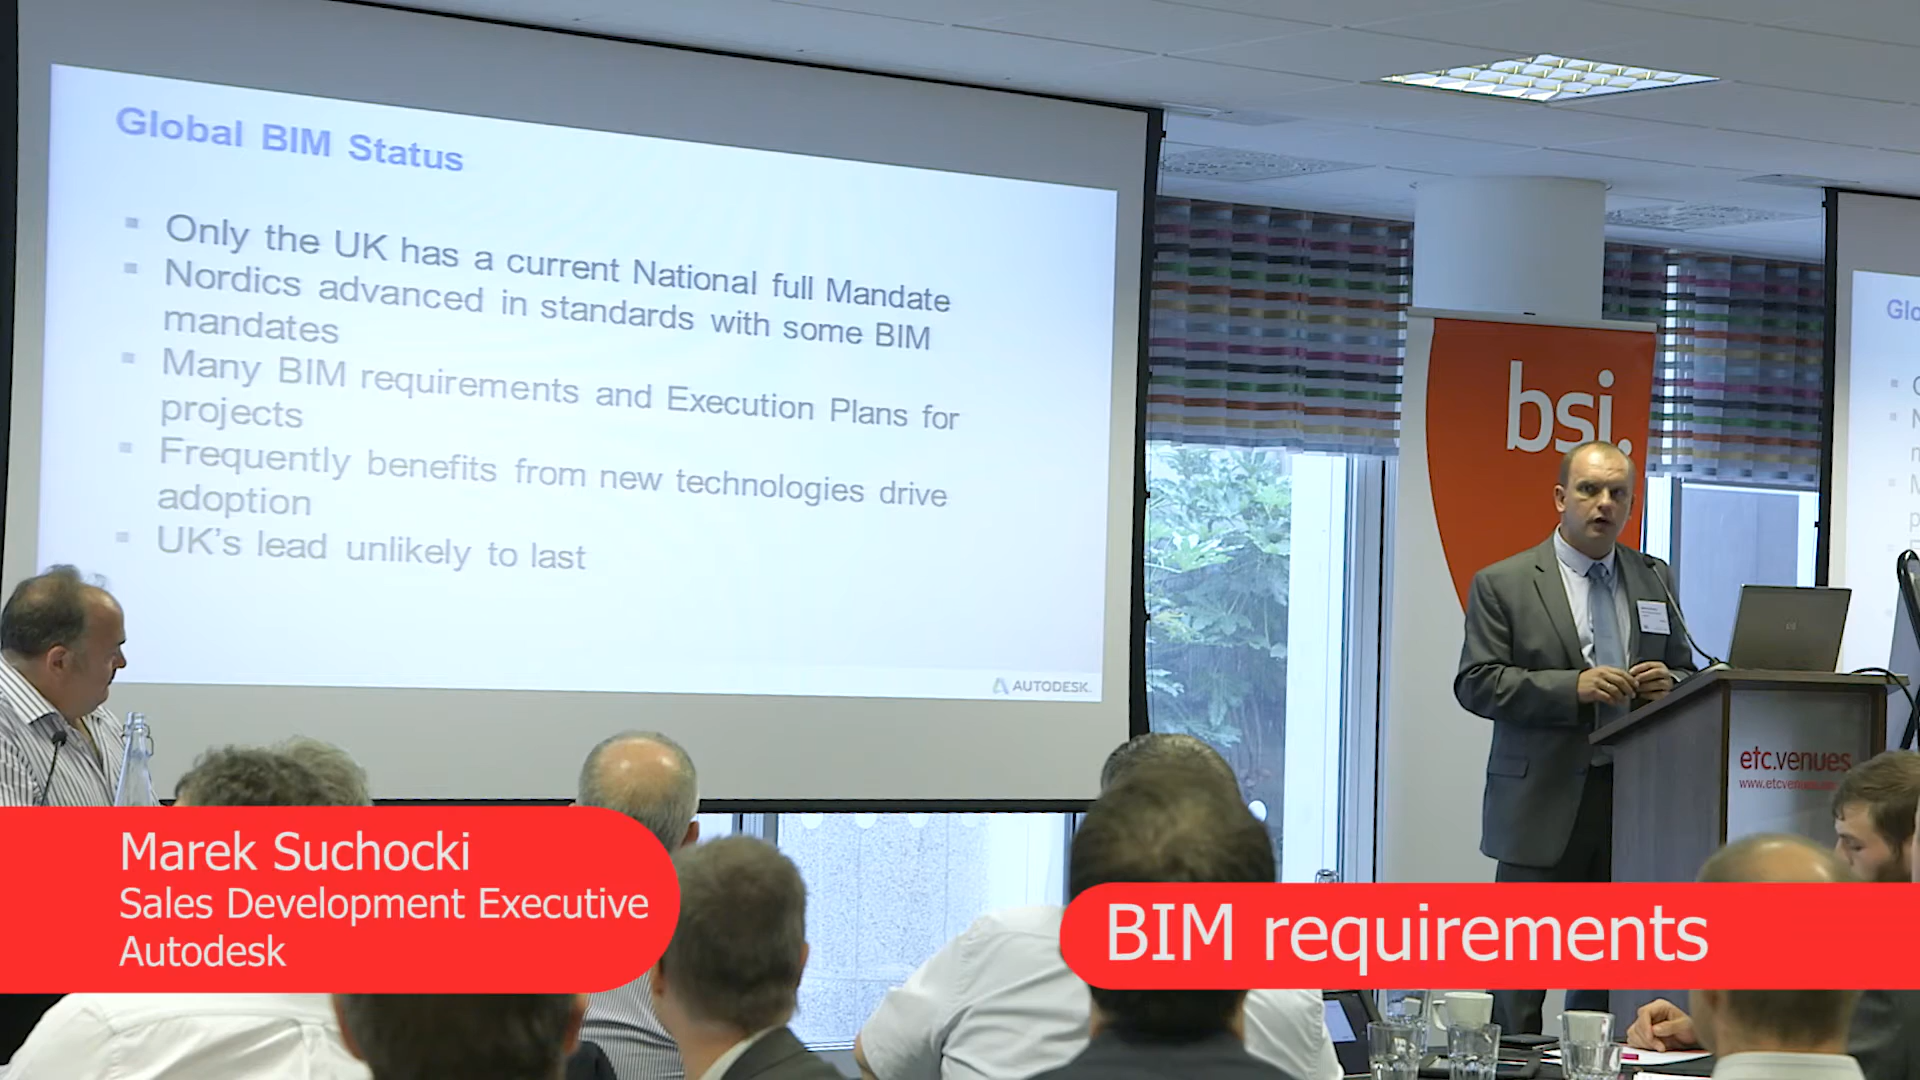 Global BIM Status
Only the UK has a current National full Mandate
Nordics advanced in standards with some BIM
mandates
Many BIM requirements and Execution Plans for
projects
Frequently benefits from new technologies drive
adoption
UK's lead unlikely to last
AUTODESK.
bsi.
etc.venues
Marek Suchocki
Sales Development Executive
Autodesk
BIM requirements